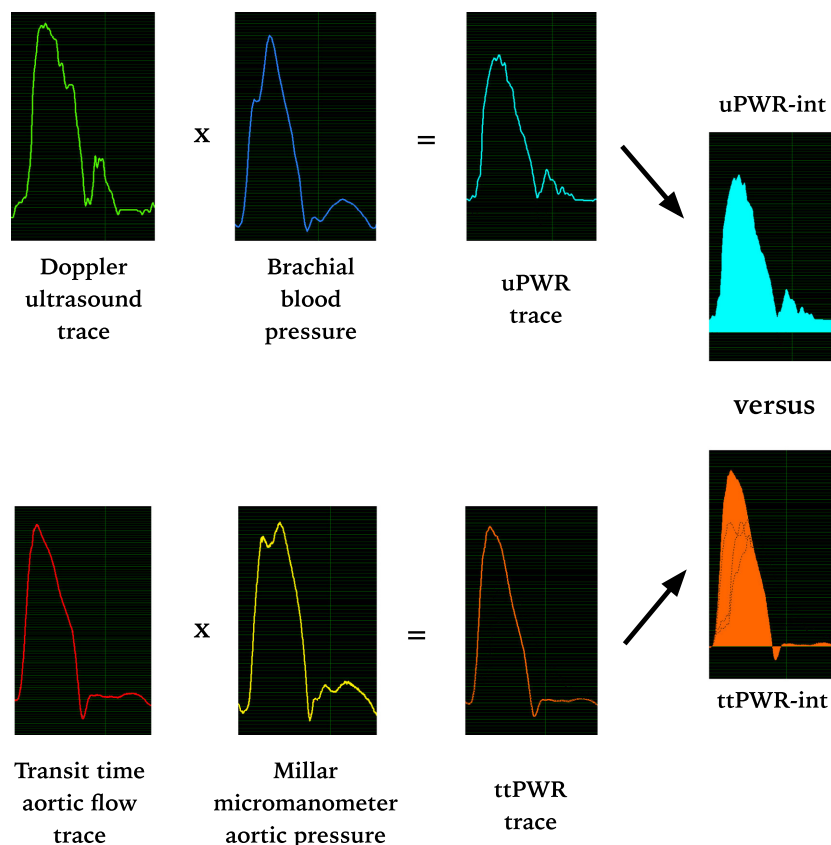 uPWR-int
x
=
Doppler
ultrasound
trace
Brachial
blood
pressure
uPWR
trace
versus
x
=
ttPWR-int
Transit time
aortic flow
trace
Millar
micromanometer
aortic pressure
ttPWR
trace